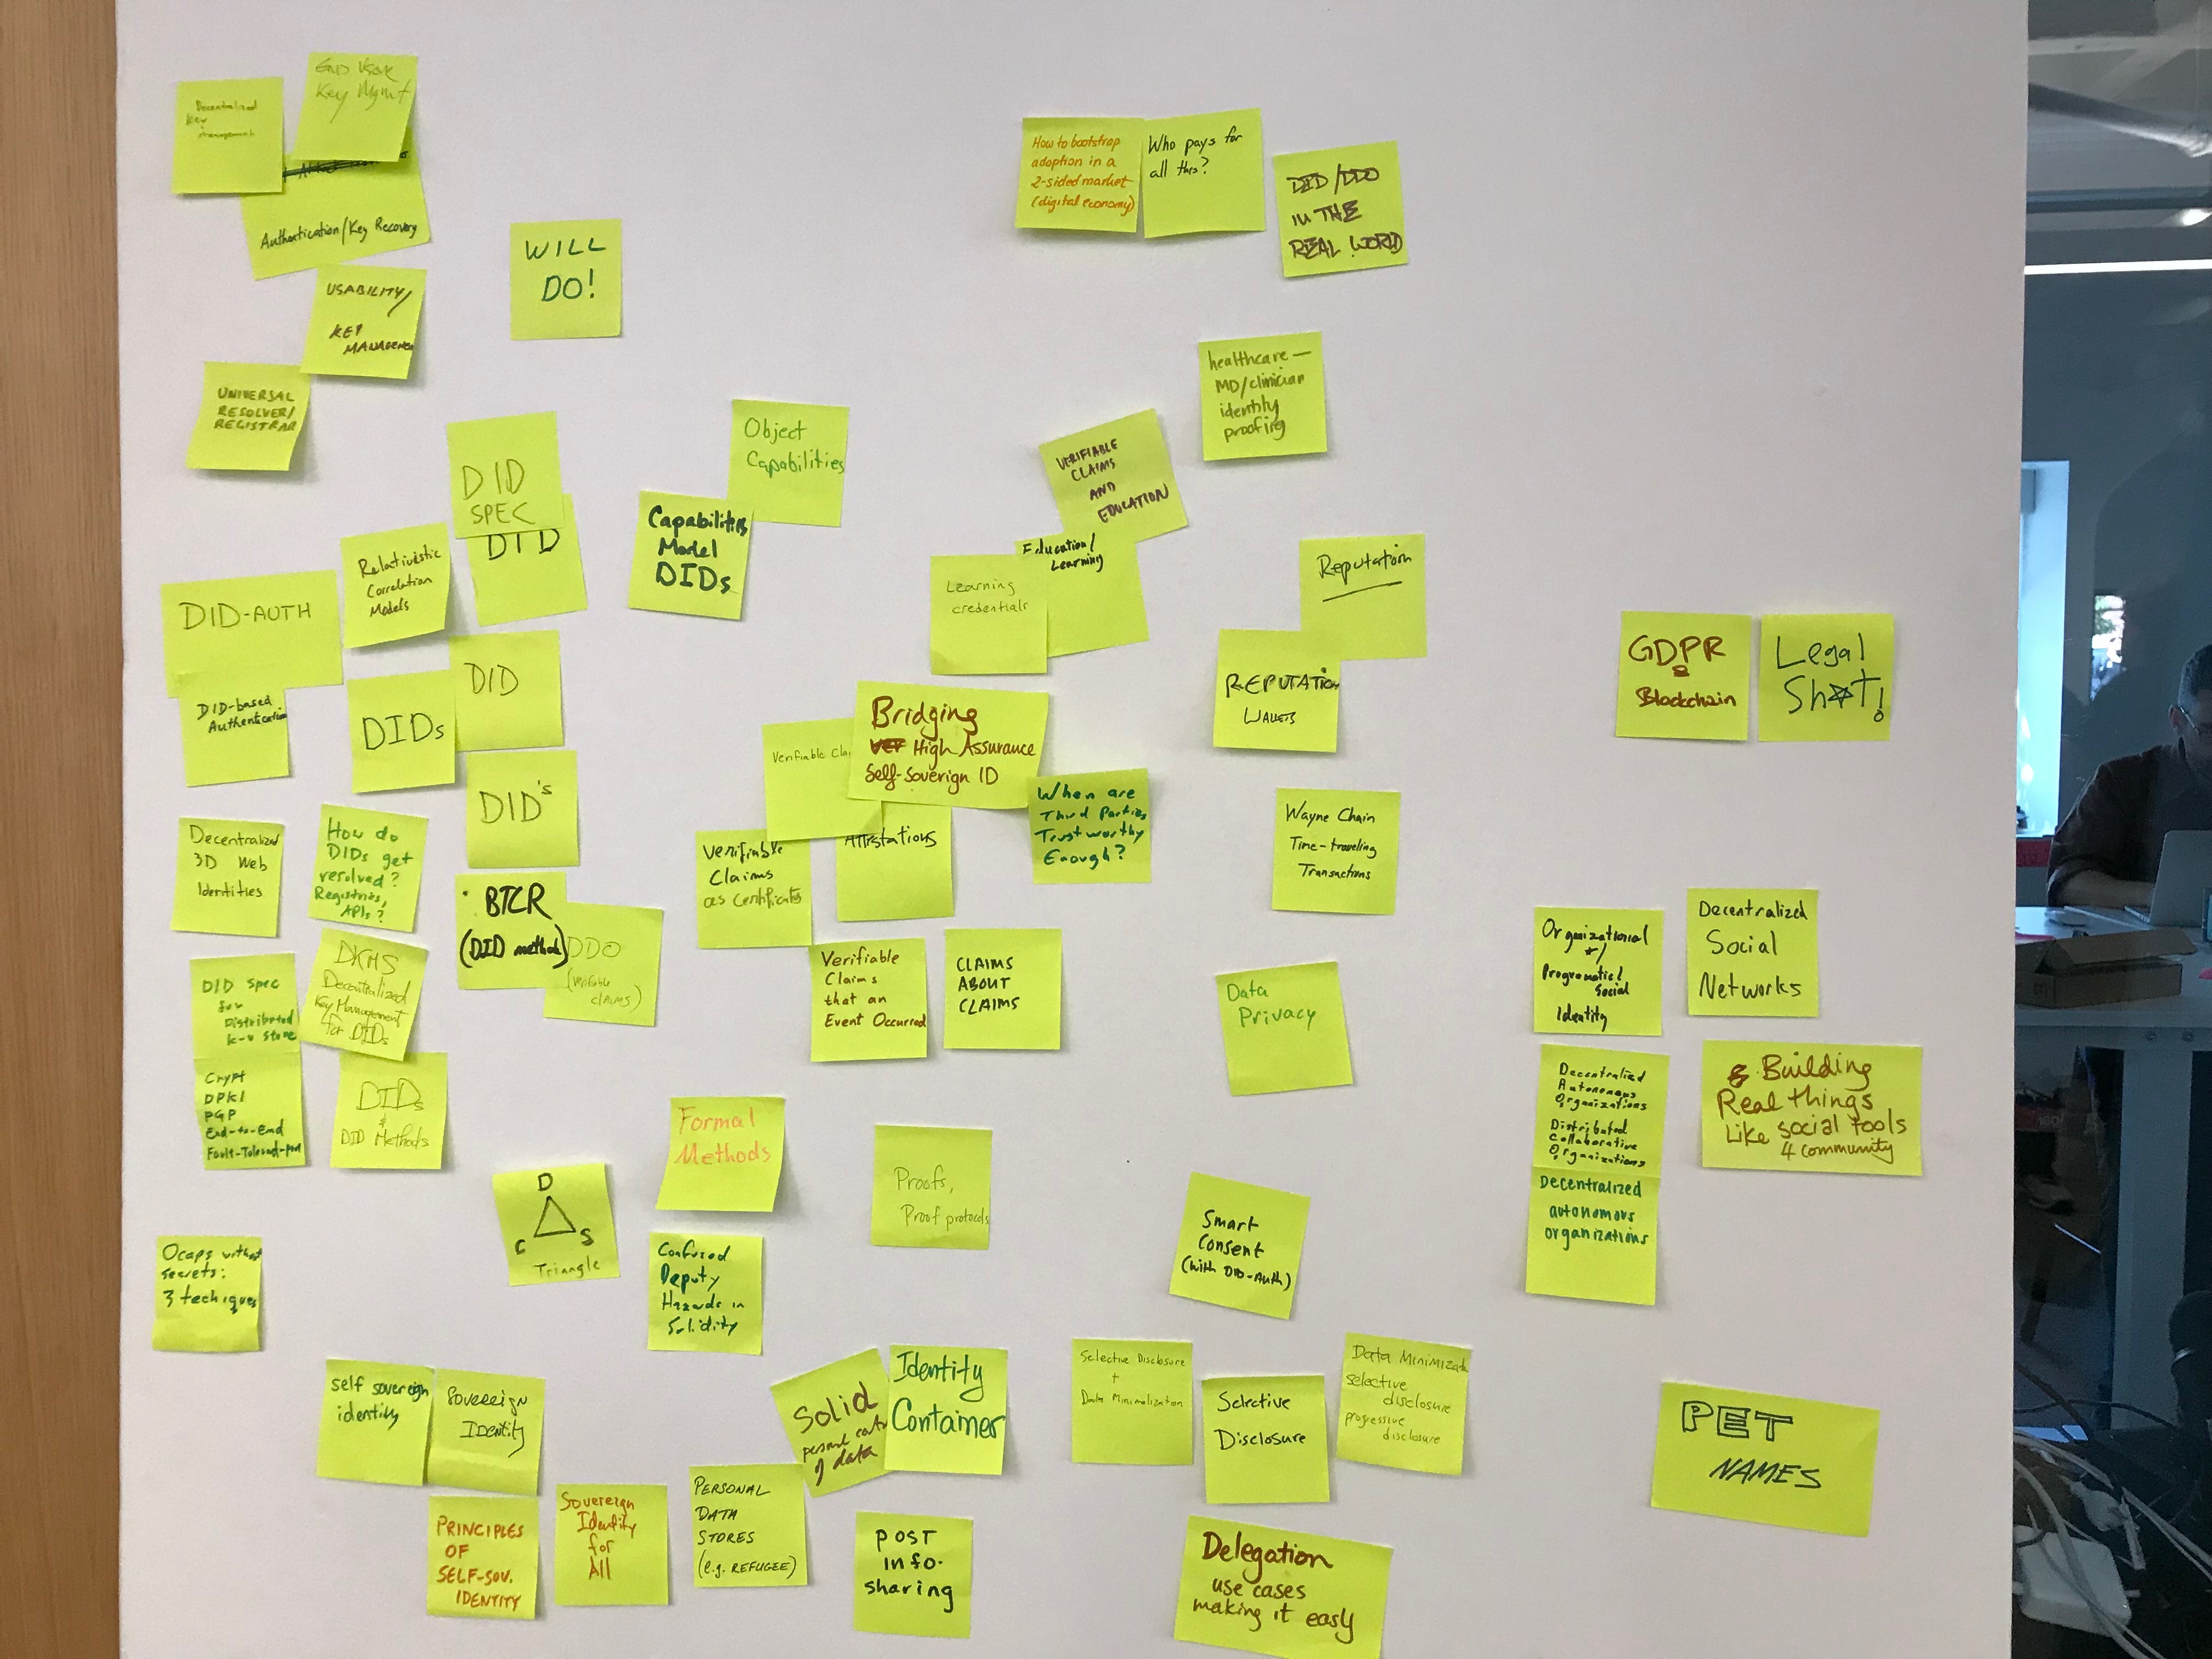 Decentralized
Key
management
End User
Key Mgmt
Authentication/Key Recovery
USABILITY/
KEY
MANAGEMEN
UNIVERSAL
RESOLVER/
REGISTRAR
WILL
DO!
How to bootstrap
adoption in a
2-sided market
(digital economy)
Who pays for
all this?
DID/DDO
IN THE
REAL WORLD
healthcare —
MD/clinician
identity
proofing
Object
Capabilities
Capabilities
Model
DIDs
VERIFIABLE
CLAIMS
AND
EDUCATION
Education/
Learning
Learning
credentials
Reputation
REPUTATION
WALLETS
DID
SPEC
DID
Relativistic
Correlation
Models
DID-AUTH
DID-based
Authentication
DIDs
DID
DID's
GDPR
&
Blockchain
Legal
Sh☆t!
Bridging
High Assurance
Self-Soverign ID
Verifiable Cla
When are
Third Parties
Trustworthy
Enough?
Attestations
Verifiable
Claims
as Certificates
Wayne Chain
Time-traveling
Transactions
Decentralized
3D Web
Identities
How do
DIDs get
resolved?
Registries,
APIs?
BTCR
(DID method)
DDO
(verifiable
claims)
DID Spec
for
Distributed
k-v Store
DKMS
Decentralized
Key Management
for DIDs
Crypt
DPKI
PGP
End-to-End
DIDs
&
DID Methods
Verifiable
Claims
that an
Event Occurred
CLAIMS
ABOUT
CLAIMS
Data
Privacy
Organizational
+/
Programatic/
Social
Identity
Decentralized
Social
Networks
Decentralized
Autonomous
Organizations
Distributed
Collaborative
Organizations
Decentralized
autonomous
organizations
Building
Real things
Like social tools
4 community
Formal
Methods
Proofs,
Proof protocols
D
C
S
Triangle
Confused
Deputy
Hazards in
Solidity
Ocaps without
secrets:
3 techiques
Smart
Consent
(with DID-Auth)
self sovereign
identity
Sovereign
Identity
PRINCIPLES
OF
SELF-SOV.
IDENTITY
Sovereign
Identity
for
All
PERSONAL
DATA
STORES
(e.g. REFUGEE)
Solid
of data
Identity
Container
POST
info-
sharing
Selective Disclosure
+
Data Minimalization
Selective
Disclosure
Data Minimizat
selective
disclosure
progressive
disclosure
Delegation
use cases
making it easy
PET
NAMES